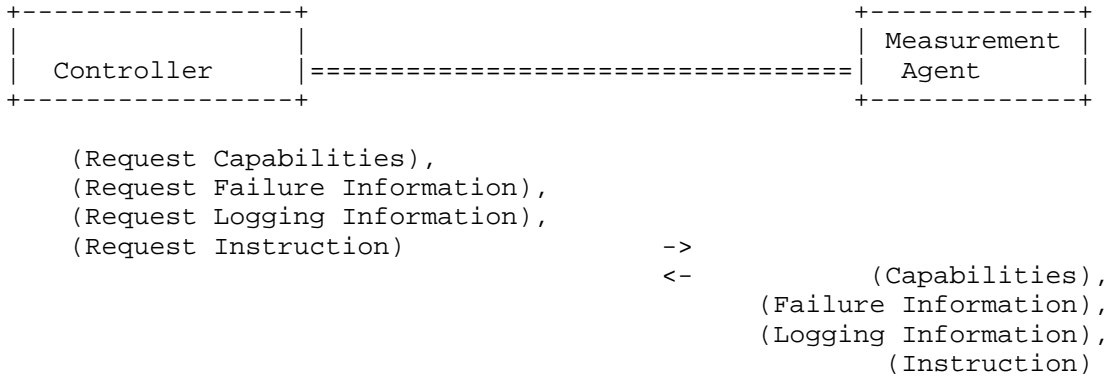 +-----------------+                                  +-------------+
|                 |                                  | Measurement |
|  Controller     |==================================|  Agent      |
+-----------------+                                  +-------------+

    (Request Capabilities),
    (Request Failure Information),
    (Request Logging Information),
    (Request Instruction)                ->
                                         <-           (Capabilities),
                                               (Failure Information),
                                               (Logging Information),
                                                       (Instruction)